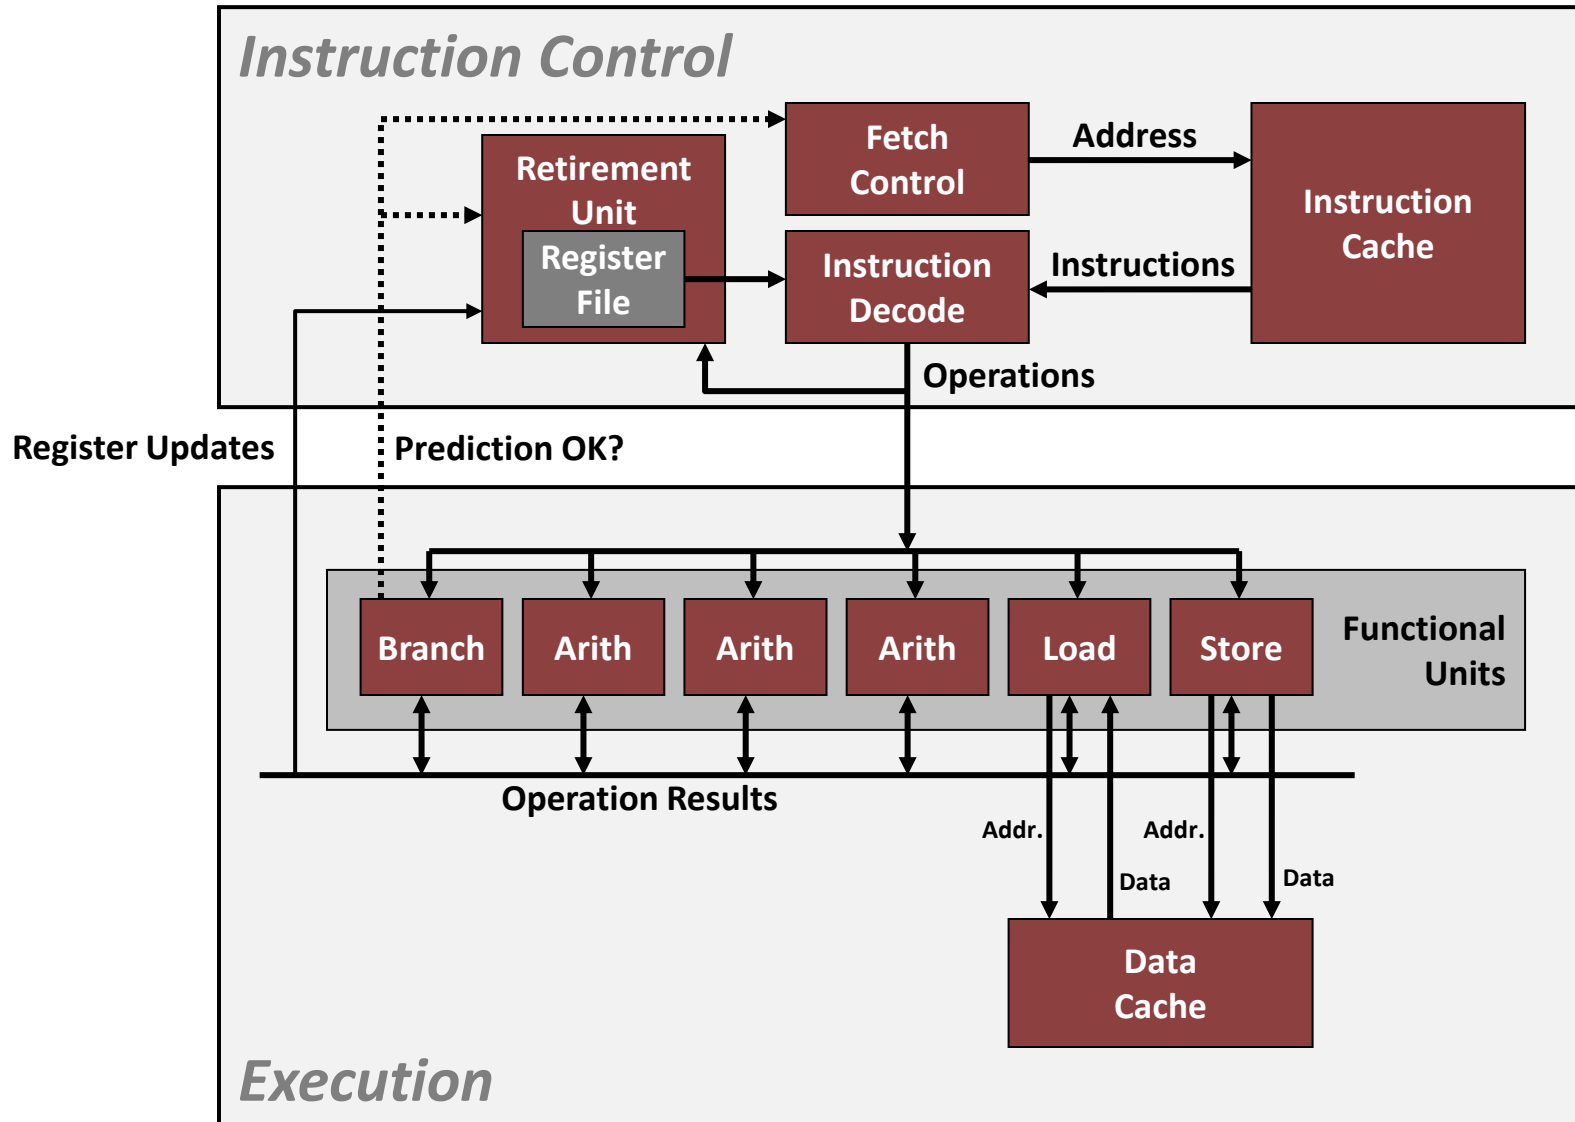 Instruction Control
Fetch
Control
Address
Instruction
Cache
Retirement
Unit
Register
File
Instruction
Decode
Instructions
Operations
Register Updates
Prediction OK?
Branch
Arith
Arith
Arith
Load
Store
Functional
Units
Operation Results
Addr.
Addr.
Data
Data
Data
Cache
Execution